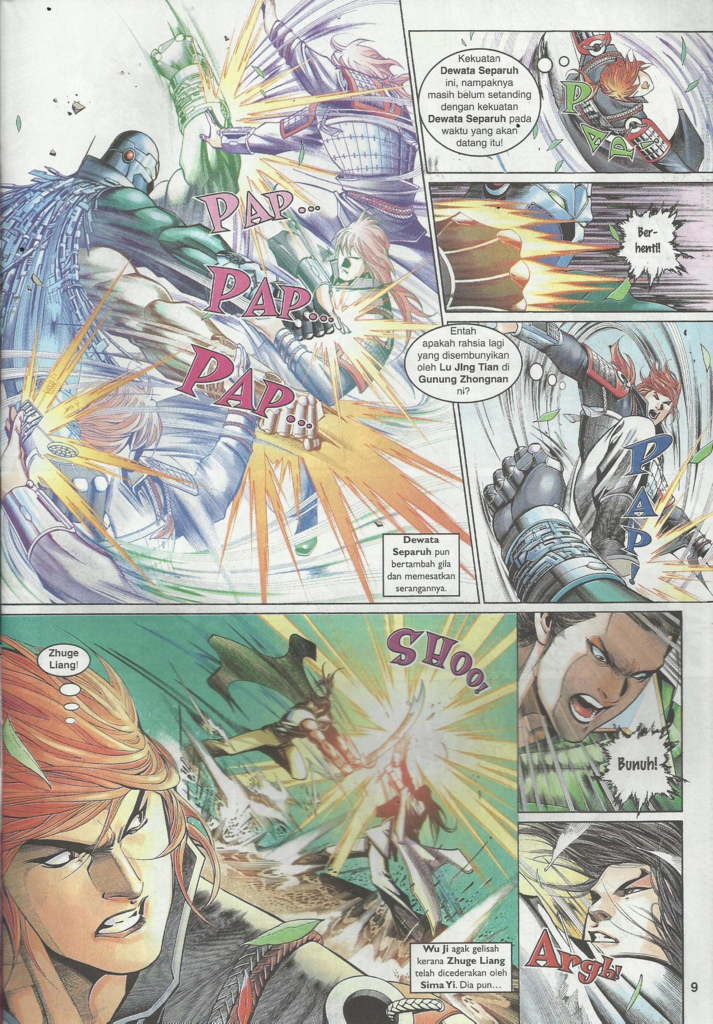 PAP...
PAP...
PAP...
Dewata
Separuh pun
bertambah gila
dan memesatkan
serangannya.
Kekuatan
Dewata Separuh
ini, nampaknya
masih belum setanding
dengan kekuatan
Dewata Separuh pada
waktu yang akan
datang itu!
PAP!
Ber-
henti!!
Entah
apakah rahsia lagi
yang disembunyikan
oleh Lu JIng Tian di
Gunung Zhongnan
ni?
PAP
PAP!
Zhuge
Liang!
SHOO,
Wu Ji agak gelisah
kerana Zhuge Liang
telah dicederakan oleh
Sima Yi. Dia pun...
Bunuh!
Argh!
9